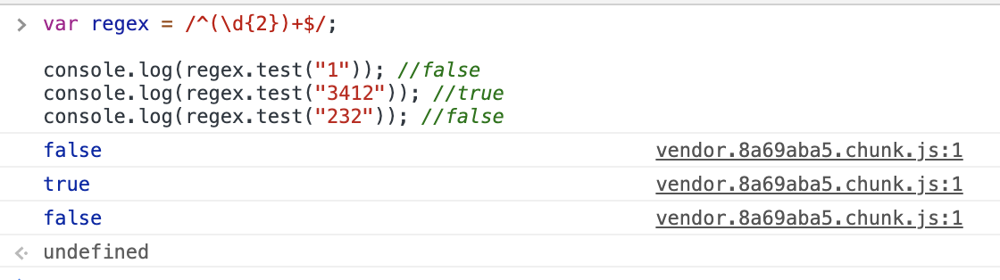 var regex = /^(\d{2})+$/;
console.log(regex.test("1")); //false
console.log(regex.test("3412")); //true
console.log(regex.test("232")); //false
false vendor.8a69aba5.chunk.js:1
true vendor.8a69aba5.chunk.js:1
false vendor.8a69aba5.chunk.js:1
undefined